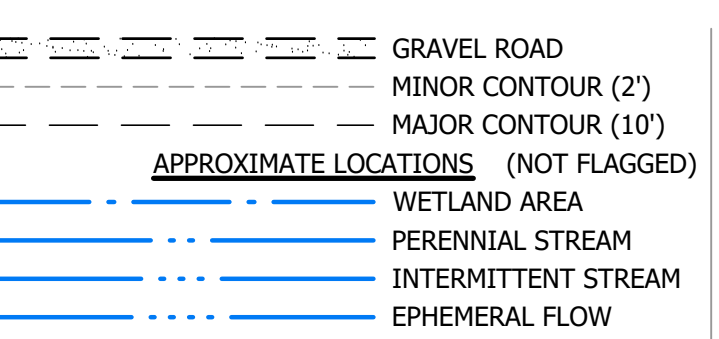 GRAVEL ROAD
MINOR CONTOUR (2')
MAJOR CONTOUR (10')
APPROXIMATE LOCATIONS (NOT FLAGGED)
WETLAND AREA
PERENNIAL STREAM
INTERMITTENT STREAM
EPHEMERAL FLOW